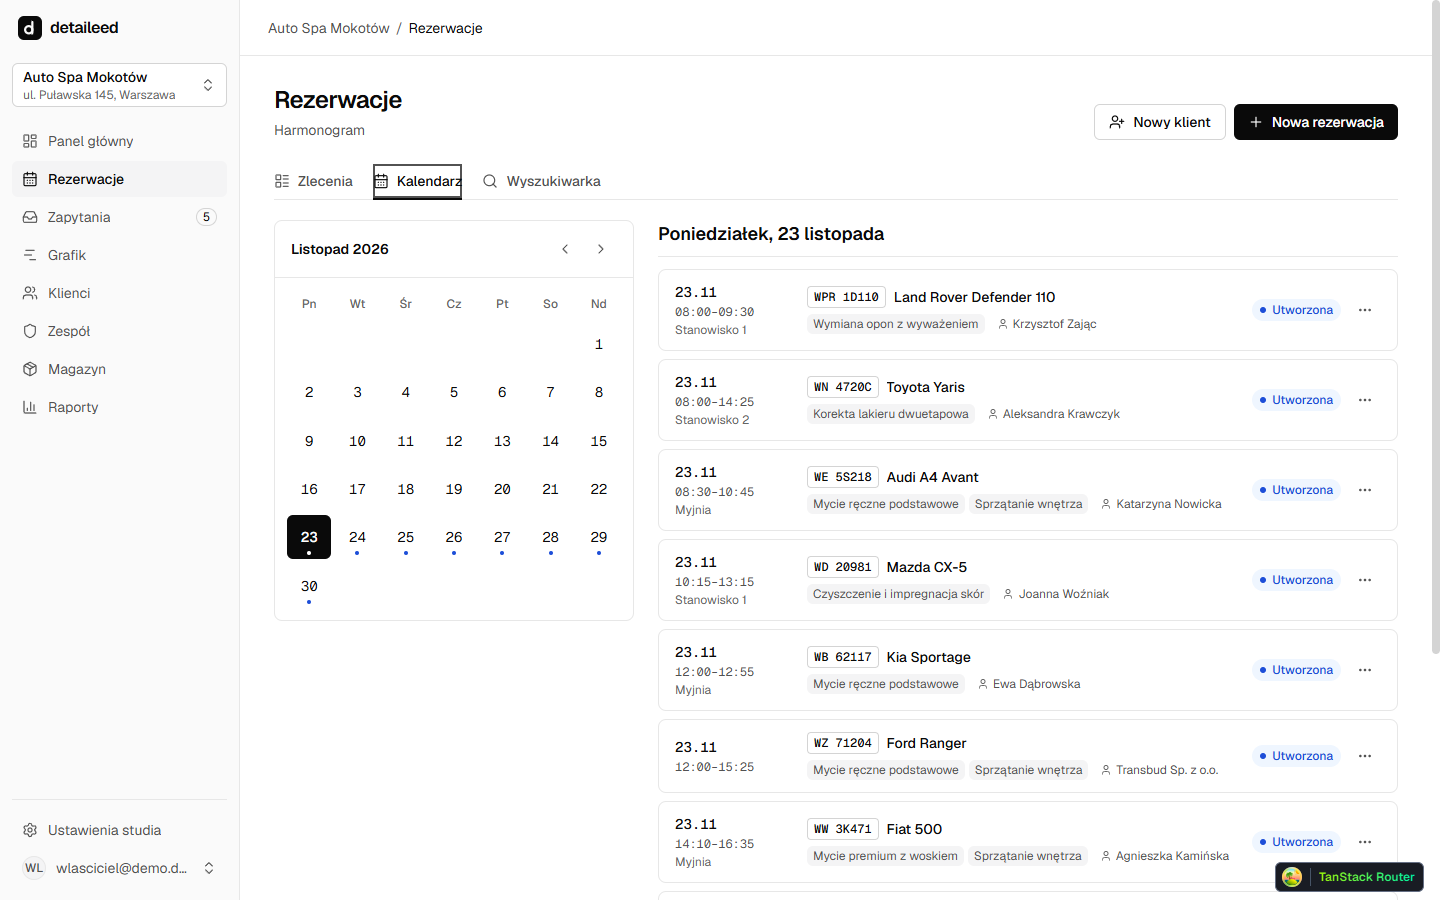 detaileed
Auto Spa Mokotów
ul. Puławska 145, Warszawa
Panel główny
Rezerwacje
Zapytania 5
Grafik
Klienci
Zespół
Magazyn
Raporty
Ustawienia studia
WL wlasciciel@demo.d...
Auto Spa Mokotów / Rezerwacje
Rezerwacje
Harmonogram
Nowy klient
Nowa rezerwacja
Zlecenia Kalendarz Wyszukiwarka
Listopad 2026
Pn Wt Śr Cz Pt So Nd
1
2 3 4 5 6 7 8
9 10 11 12 13 14 15
16 17 18 19 20 21 22
23 24 25 26 27 28 29
30
Poniedziałek, 23 listopada
23.11
08:00–09:30
Stanowisko 1
WPR 1D110 Land Rover Defender 110
Wymiana opon z wyważeniem Krzysztof Zając
Utworzona
23.11
08:00–14:25
Stanowisko 2
WN 4720C Toyota Yaris
Korekta lakieru dwuetapowa Aleksandra Krawczyk
Utworzona
23.11
08:30–10:45
Myjnia
WE 5S218 Audi A4 Avant
Mycie ręczne podstawowe Sprzątanie wnętrza Katarzyna Nowicka
Utworzona
23.11
10:15–13:15
Stanowisko 1
WD 20981 Mazda CX-5
Czyszczenie i impregnacja skór Joanna Woźniak
Utworzona
23.11
12:00–12:55
Myjnia
WB 62117 Kia Sportage
Mycie ręczne podstawowe Ewa Dąbrowska
Utworzona
23.11
12:00–15:25
WZ 71204 Ford Ranger
Mycie ręczne podstawowe Sprzątanie wnętrza Transbud Sp. z o.o.
Utworzona
23.11
14:10–16:35
Myjnia
WW 3K471 Fiat 500
Mycie premium z woskiem Sprzątanie wnętrza Agnieszka Kamińska
Utworzona
TanStack Router